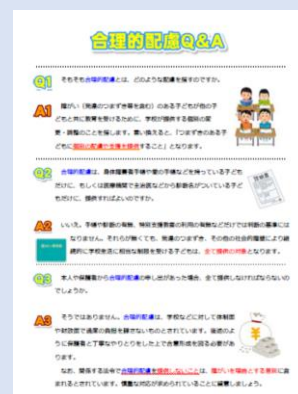 合理的配慮Q&A
Q1 そもそも合理的配慮とは、どのような配慮を指すのですか。
A1 障がい（発達のつまずき等を含む）のある子どもが他の子
どもと共に教育を受けるために、学校が提供する個別の変
更・調整のことを指します。言い換えると、「つまずきのある子
どもに個別の配慮や支援を提供すること」となります。
Q2 合理的配慮は、身体障害者手帳や愛の手帳などを持っている子ども
だけに、もしくは医療機関で主治医などから診断名がついている子ど
もだけに、提供すればよいのですか。
A2 いいえ。手帳や診断の有無、特別支援教室の利用の有無などだけでは判断の基準には
なりません。それらが無くても、発達のつまずき、その他の社会的障壁により継
続的に学校生活に相当な制限を受ける子どもは、全て提供の対象となります。
Q3 本人や保護者から合理的配慮の申し出があった場合、全て提供しなければならないの
でしょうか。
A3 そうではありません。合理的配慮は、学校などに対して体制面
や財政面で過度の負担を課さないものとされています。後述のよ
うに保護者と丁寧なやりとりをした上で合意形成を図る必要があ
ります。
なお、関係する法令で合理的配慮を提供しないことは、障がいを理由とする差別に含
まれるとされています。慎重な対応が求められていることに留意しましょう。